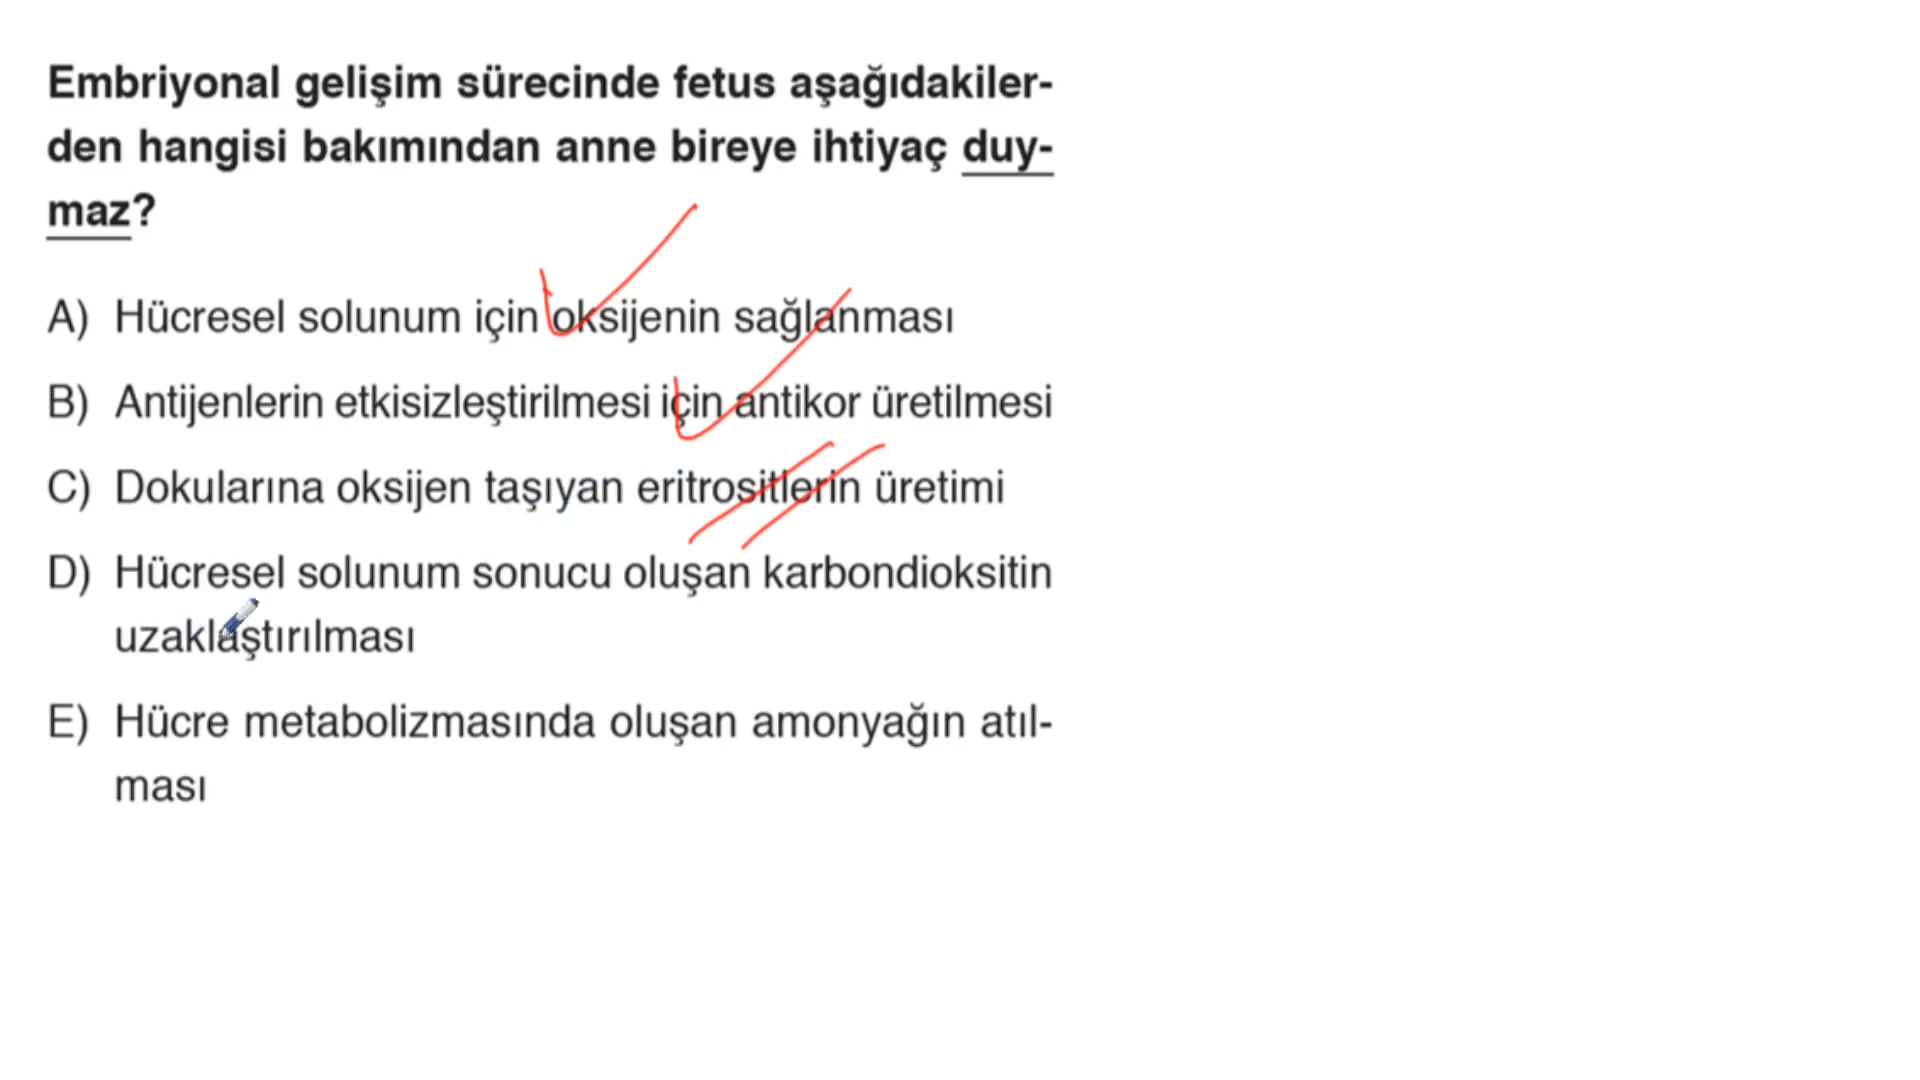 Embriyonal gelişim sürecinde fetus aşağıdakiler-
den hangisi bakımından anne bireye ihtiyaç duy-
maz?
A) Hücresel solunum için oksijenin sağlanması
B) Antijenlerin etkisizleştirilmesi için antikor üretilmesi
C) Dokularına oksijen taşıyan eritrositlerin üretimi
D) Hücresel solunum sonucu oluşan karbondioksitin
uzaklaştırılması
E) Hücre metabolizmasında oluşan amonyağın atıl-
ması